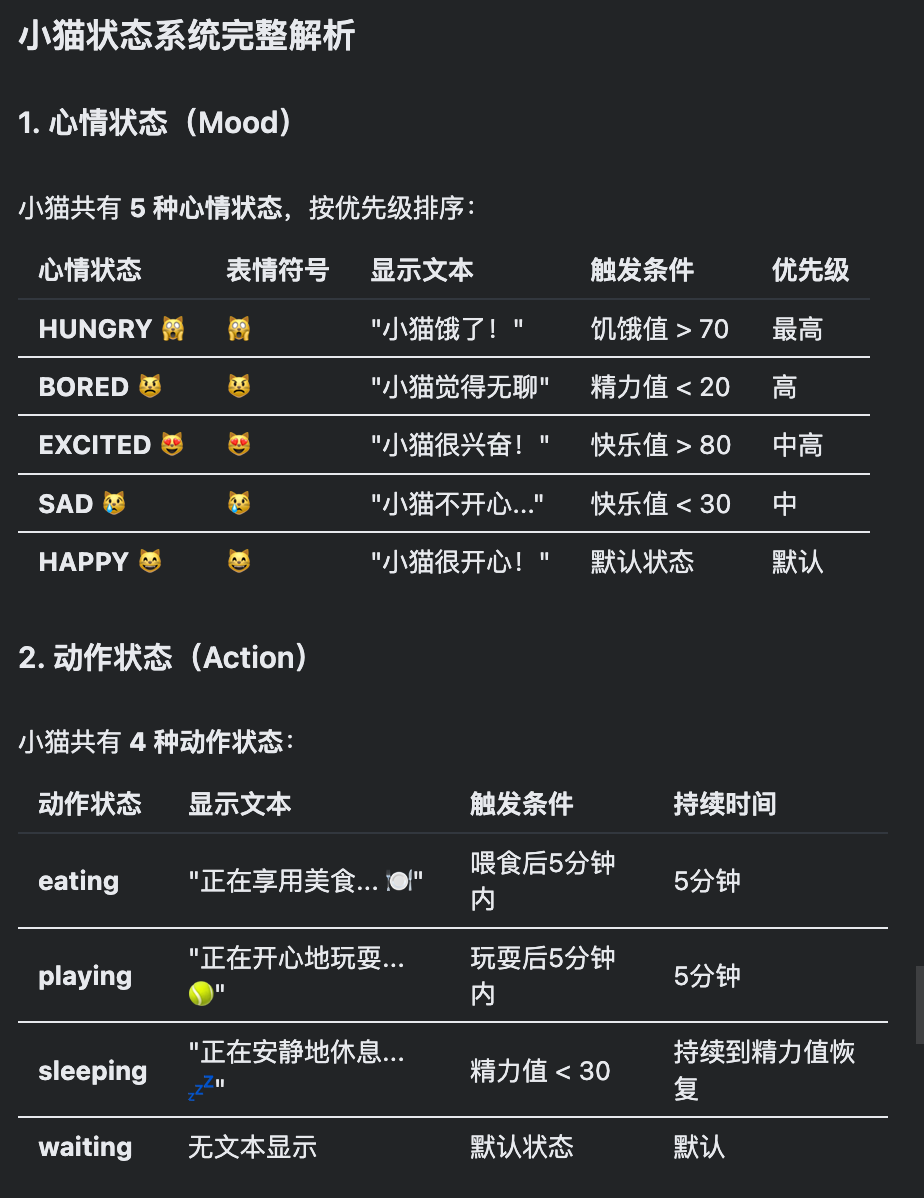 小猫状态系统完整解析
1. 心情状态（Mood）
小猫共有 5 种心情状态，按优先级排序：
心情状态 表情符号 显示文本 触发条件 优先级
HUNGRY 🙀 🙀 "小猫饿了！" 饥饿值 > 70 最高
BORED 😾 😾 "小猫觉得无聊" 精力值 < 20 高
EXCITED 😻 😻 "小猫很兴奋！" 快乐值 > 80 中高
SAD 😿 😿 "小猫不开心..." 快乐值 < 30 中
HAPPY 😸 😸 "小猫很开心！" 默认状态 默认
2. 动作状态（Action）
小猫共有 4 种动作状态：
动作状态 显示文本 触发条件 持续时间
eating "正在享用美食... 🍽️" 喂食后5分钟
内
5分钟
playing "正在开心地玩耍...
🎾"
玩耍后5分钟
内
5分钟
sleeping "正在安静地休息...
💤"
精力值 < 30
持续到精力值恢
复
waiting 无文本显示 默认状态 默认